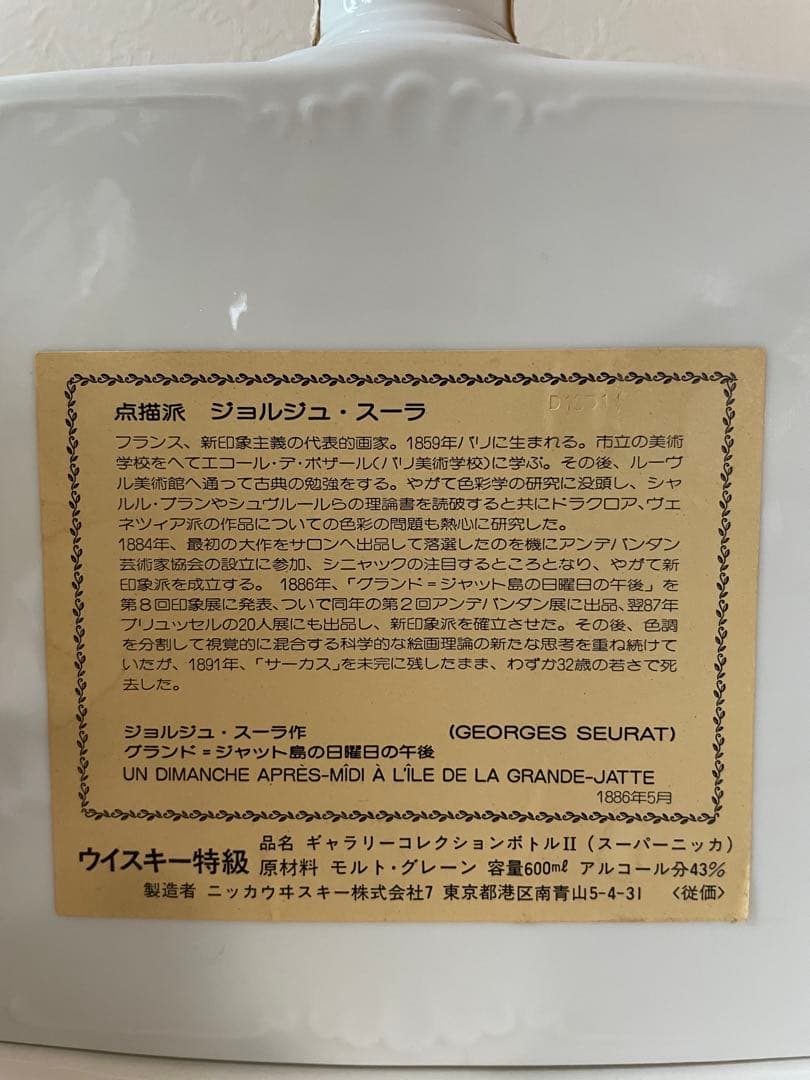 点描派 ジョルジュ・スーラ
フランス、新印象主義の代表的画家。1859年パリに生まれる。市立の美術
学校をへてエコール・デ・ボザール(パリ美術学校)に学ぶ。その後、ルーヴ
ル美術館へ通って古典の勉強をする。やがて色彩学の研究に没頭し、シャ
ルル・ブランやシュヴルールらの理論書を読破すると共にドラクロア、ヴェ
ネツィア派の作品についての色彩の問題も熱心に研究した。
1884年、最初の大作をサロンへ出品して落選したのを機にアンデパンダン
芸術家協会の設立に参加、シニャックの注目するところとなり、やがて新
印象派を成立する。 1886年、「グランド=ジャット島の日曜日の午後」を
第8回印象展に発表、ついで同年の第2回アンデパンダン展に出品、翌87年
ブリュッセルの20人展にも出品し、新印象派を確立させた。その後、色調
を分割して視覚的に混合する科学的な絵画理論の新たな思考を重ね続けて
いたが、1891年、「サーカス」を未完に残したまま、わずか32歳の若さで死
去した。
ジョルジュ・スーラ作 (GEORGES SEURAT)
グランド=ジャット島の日曜日の午後
UN DIMANCHE APRÈS-MÎDI À L'ÎLE DE LA GRANDE-JATTE
1886年5月
ウイスキー特級
品名 ギャラリーコレクションボトルII(スーパーニッカ)
原材料 モルト・グレーン 容量600ml アルコール分43%
製造者 ニッカウヰスキー株式会社7 東京都港区南青山5-4-31 〈従価〉